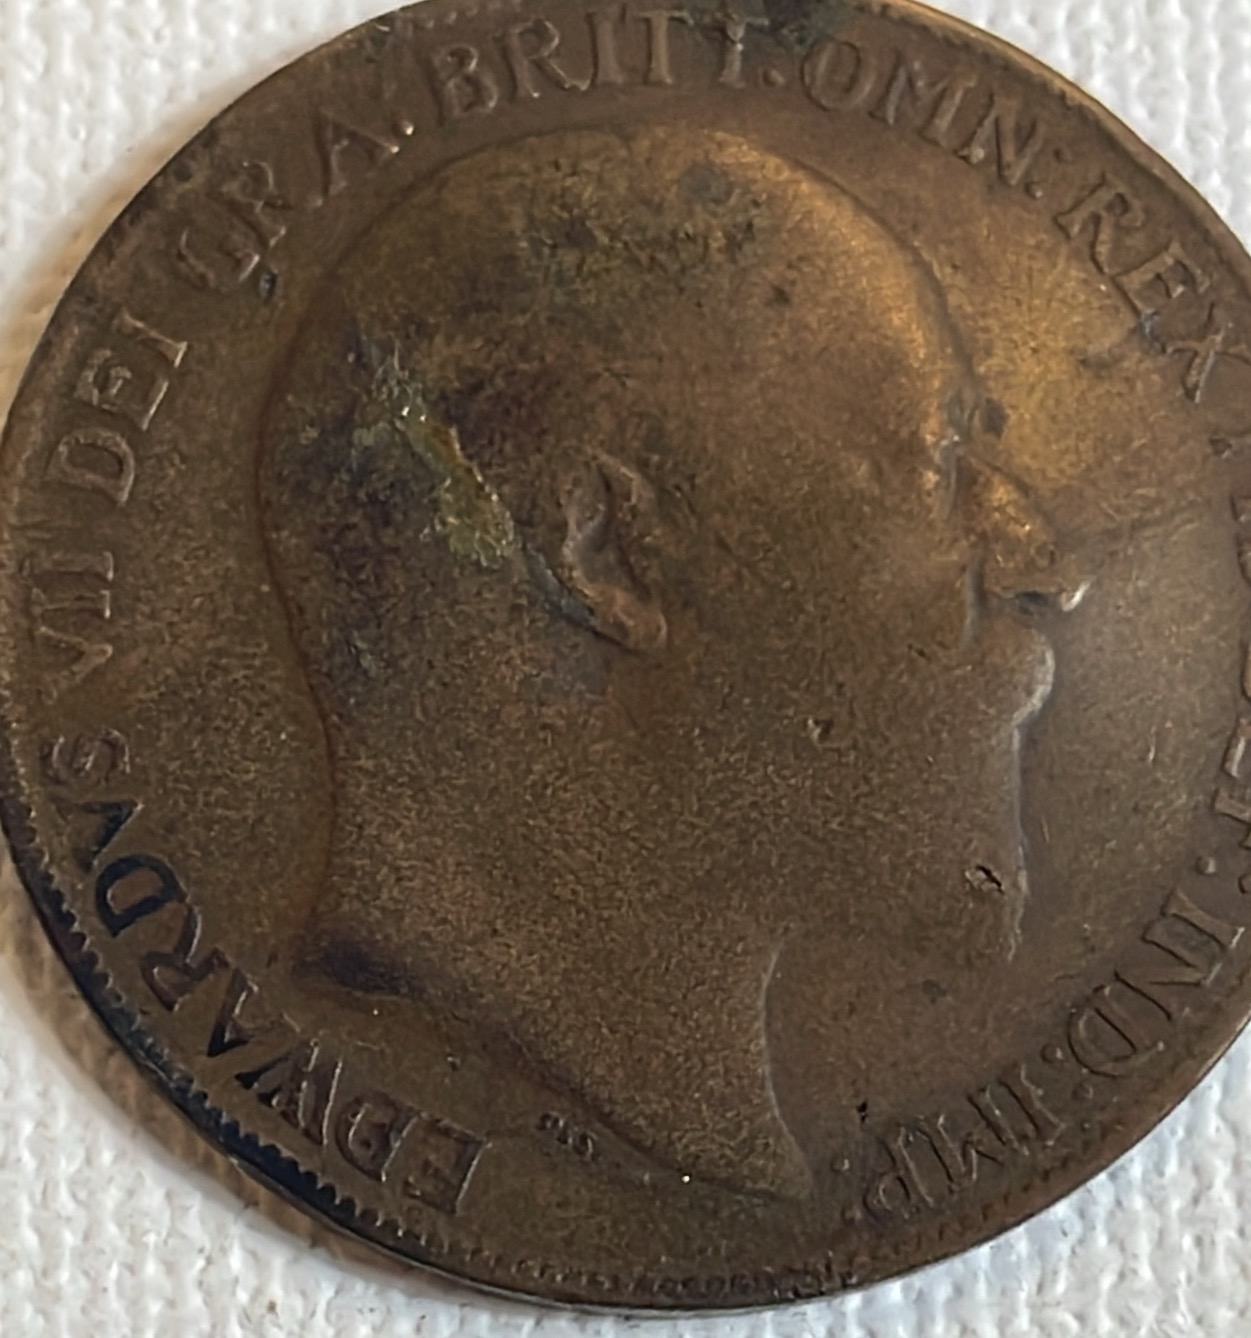 EDWARDVS VII DEI GRA. BRITT. OMN: REX FID: DEF: IND: IMP.